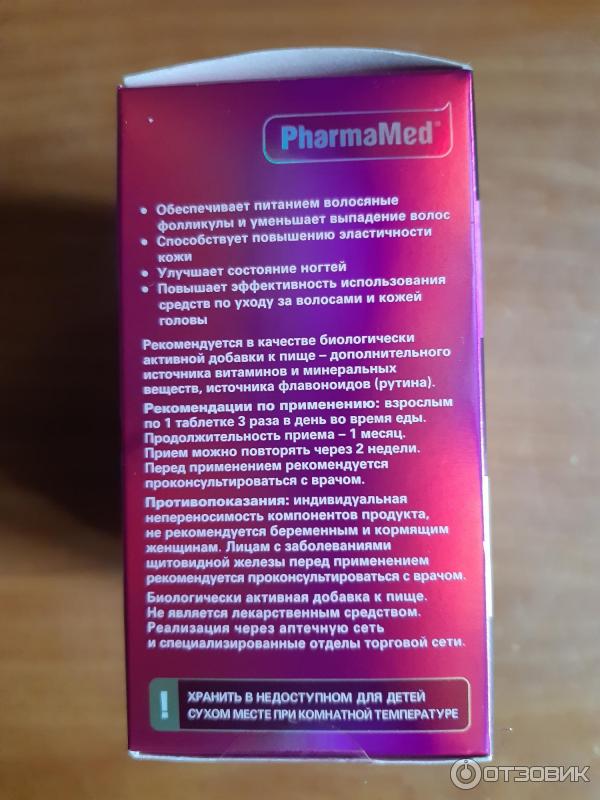 PharmaMed®
• Обеспечивает питанием волосяные
фолликулы и уменьшает выпадение волос
• Способствует повышению эластичности
кожи
• Улучшает состояние ногтей
• Повышает эффективность использования
средств по уходу за волосами и кожей
головы
Рекомендуется в качестве биологически
активной добавки к пище – дополнительного
источника витаминов и минеральных
веществ, источника флавоноидов (рутина).
Рекомендации по применению: взрослым
по 1 таблетке 3 раза в день во время еды.
Продолжительность приема – 1 месяц.
Прием можно повторять через 2 недели.
Перед применением рекомендуется
проконсультироваться с врачом.
Противопоказания: индивидуальная
непереносимость компонентов продукта,
не рекомендуется беременным и кормящим
женщинам. Лицам с заболеваниями
щитовидной железы перед применением
рекомендуется проконсультироваться с врачом.
Биологически активная добавка к пище.
Не является лекарственным средством.
Реализация через аптечную сеть
и специализированные отделы торговой сети.
! ХРАНИТЬ В НЕДОСТУПНОМ ДЛЯ ДЕТЕЙ
СУХОМ МЕСТЕ ПРИ КОМНАТНОЙ ТЕМПЕРАТУРЕ
ОТЗОВИК